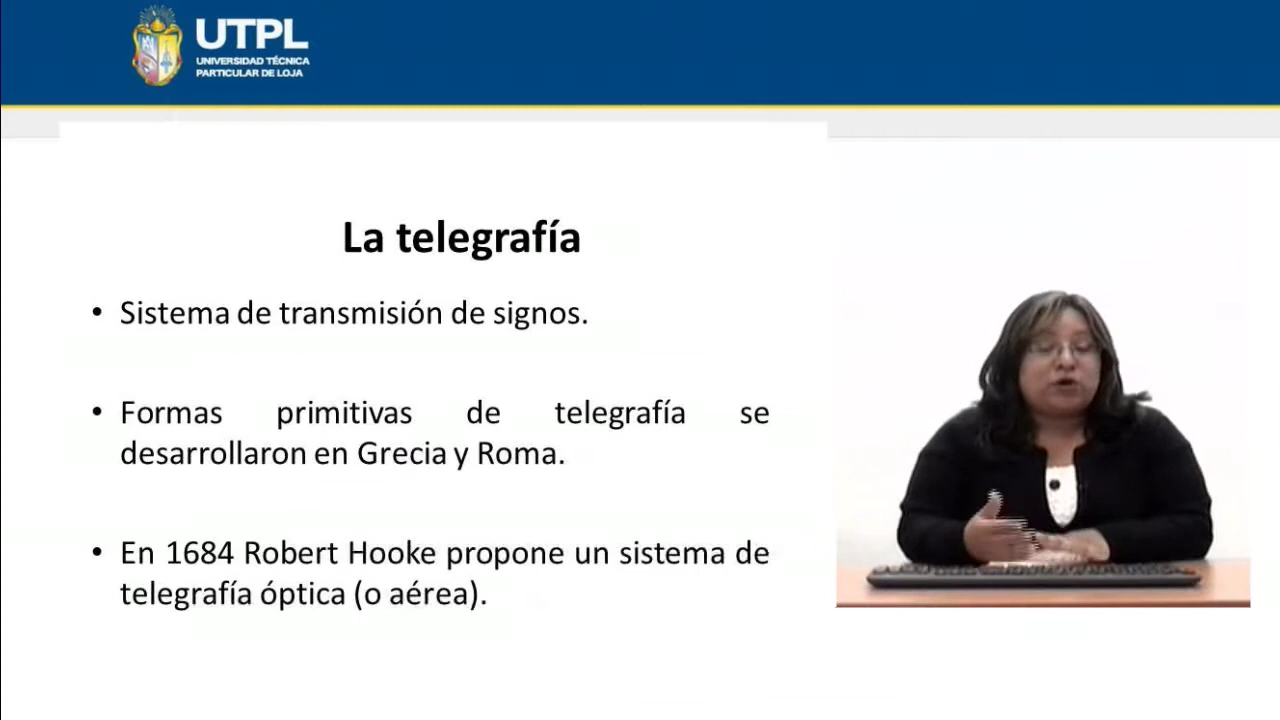 UTPL
UNIVERSIDAD TÉCNICA
PARTICULAR DE LOJA
La telegrafía
• Sistema de transmisión de signos.
• Formas primitivas de telegrafía se
desarrollaron en Grecia y Roma.
• En 1684 Robert Hooke propone un sistema de
telegrafía óptica (o aérea).